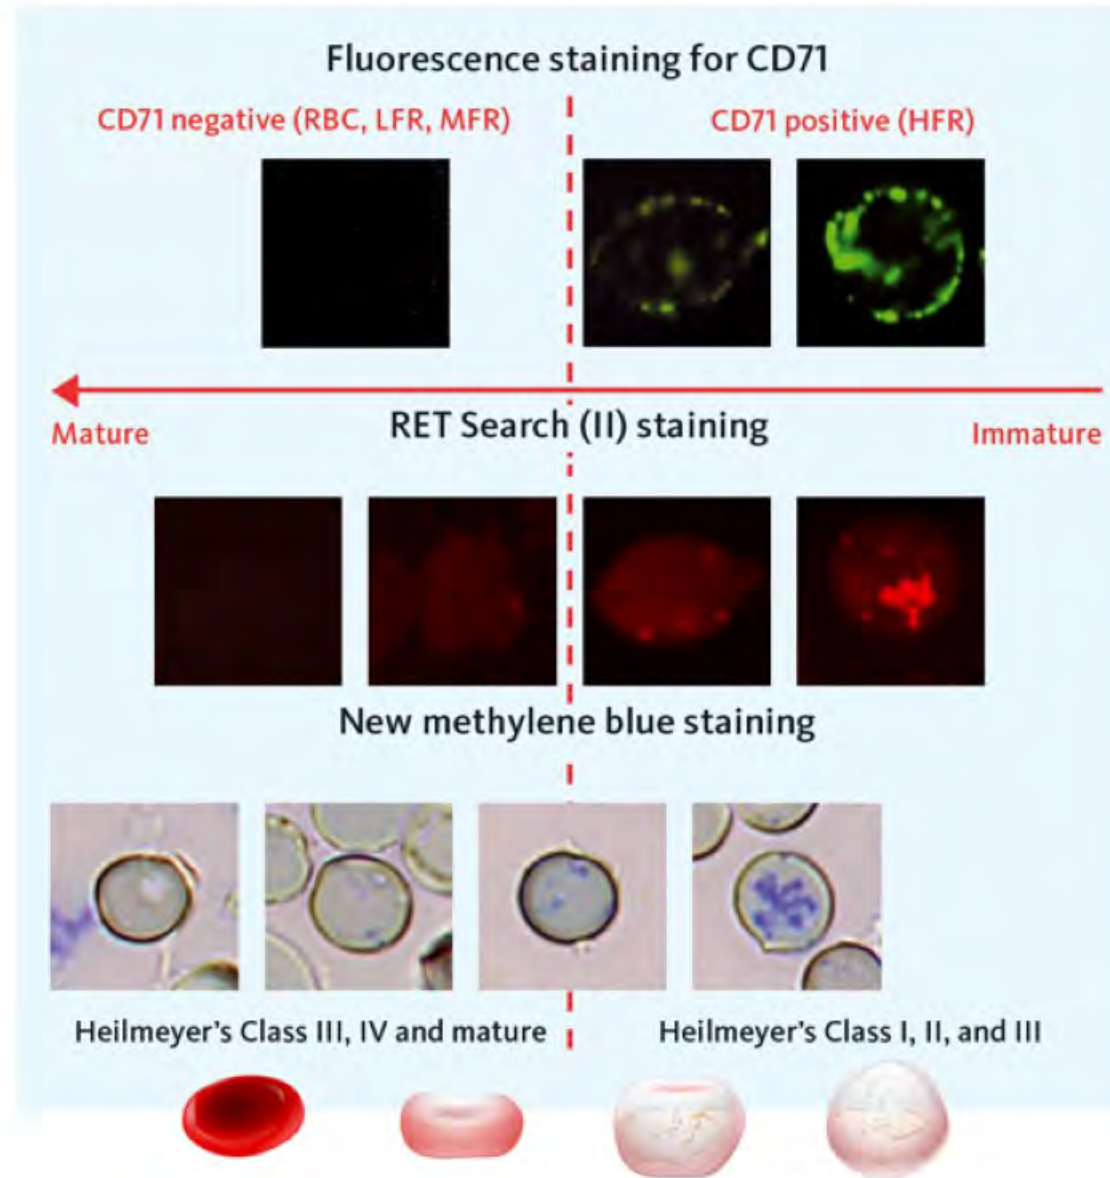 Fluorescence staining for CD71
CD71 negative (RBC, LFR, MFR)
CD71 positive (HFR)
Mature
RET Search (II) staining
Immature
New methylene blue staining
Heilmeyer's Class III, IV and mature
Heilmeyer's Class I, II, and III